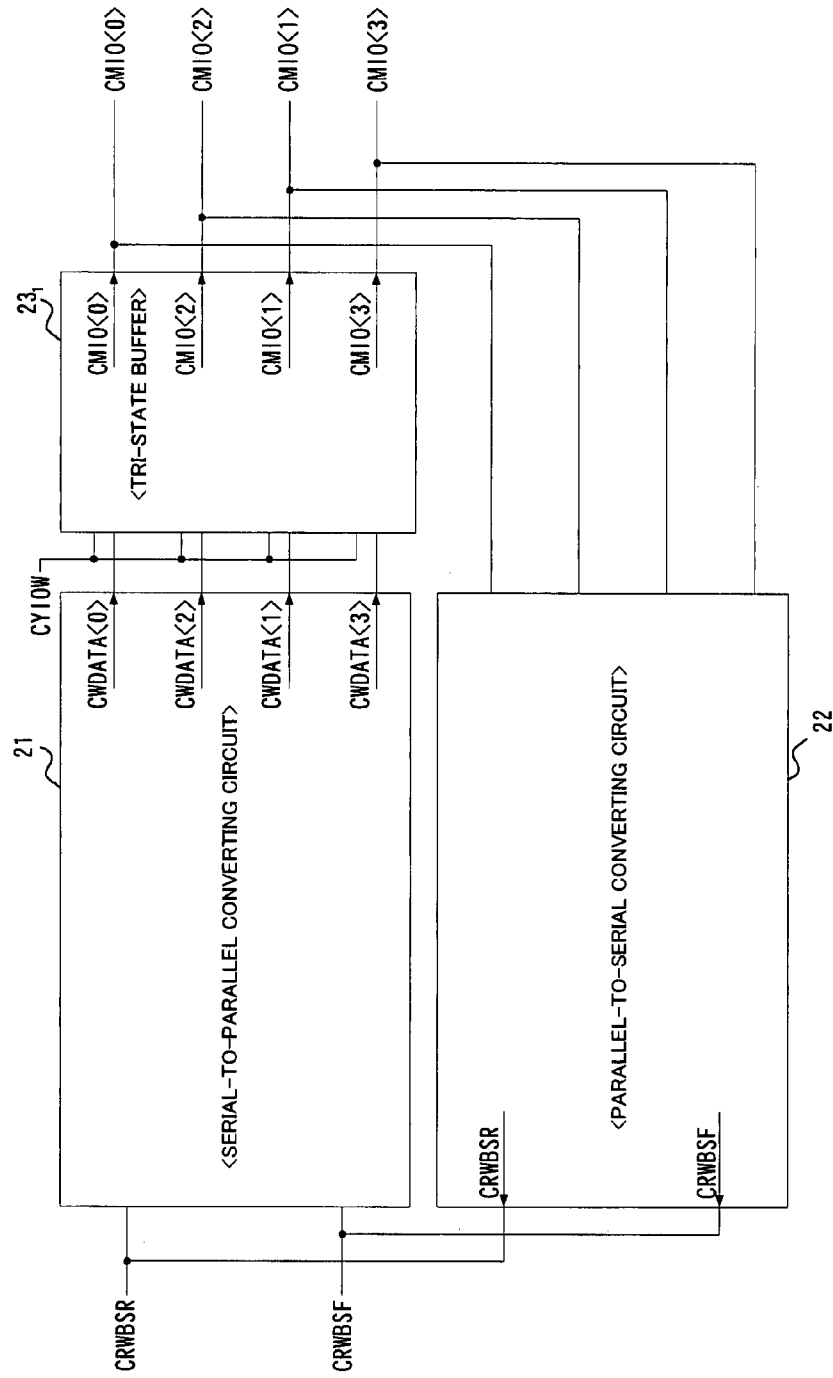 CRWBSR
CRWBSF
21
<SERIAL-TO-PARALLEL CONVERTING CIRCUIT>
CWDATA<0>
CWDATA<2>
CWDATA<1>
CWDATA<3>
CYIOW
23₁
<TRI-STATE BUFFER>
CMIO<0>
CMIO<2>
CMIO<1>
CMIO<3>
CMIO<0>
CMIO<2>
CMIO<1>
CMIO<3>
CRWBSR
CRWBSF
<PARALLEL-TO-SERIAL CONVERTING CIRCUIT>
22